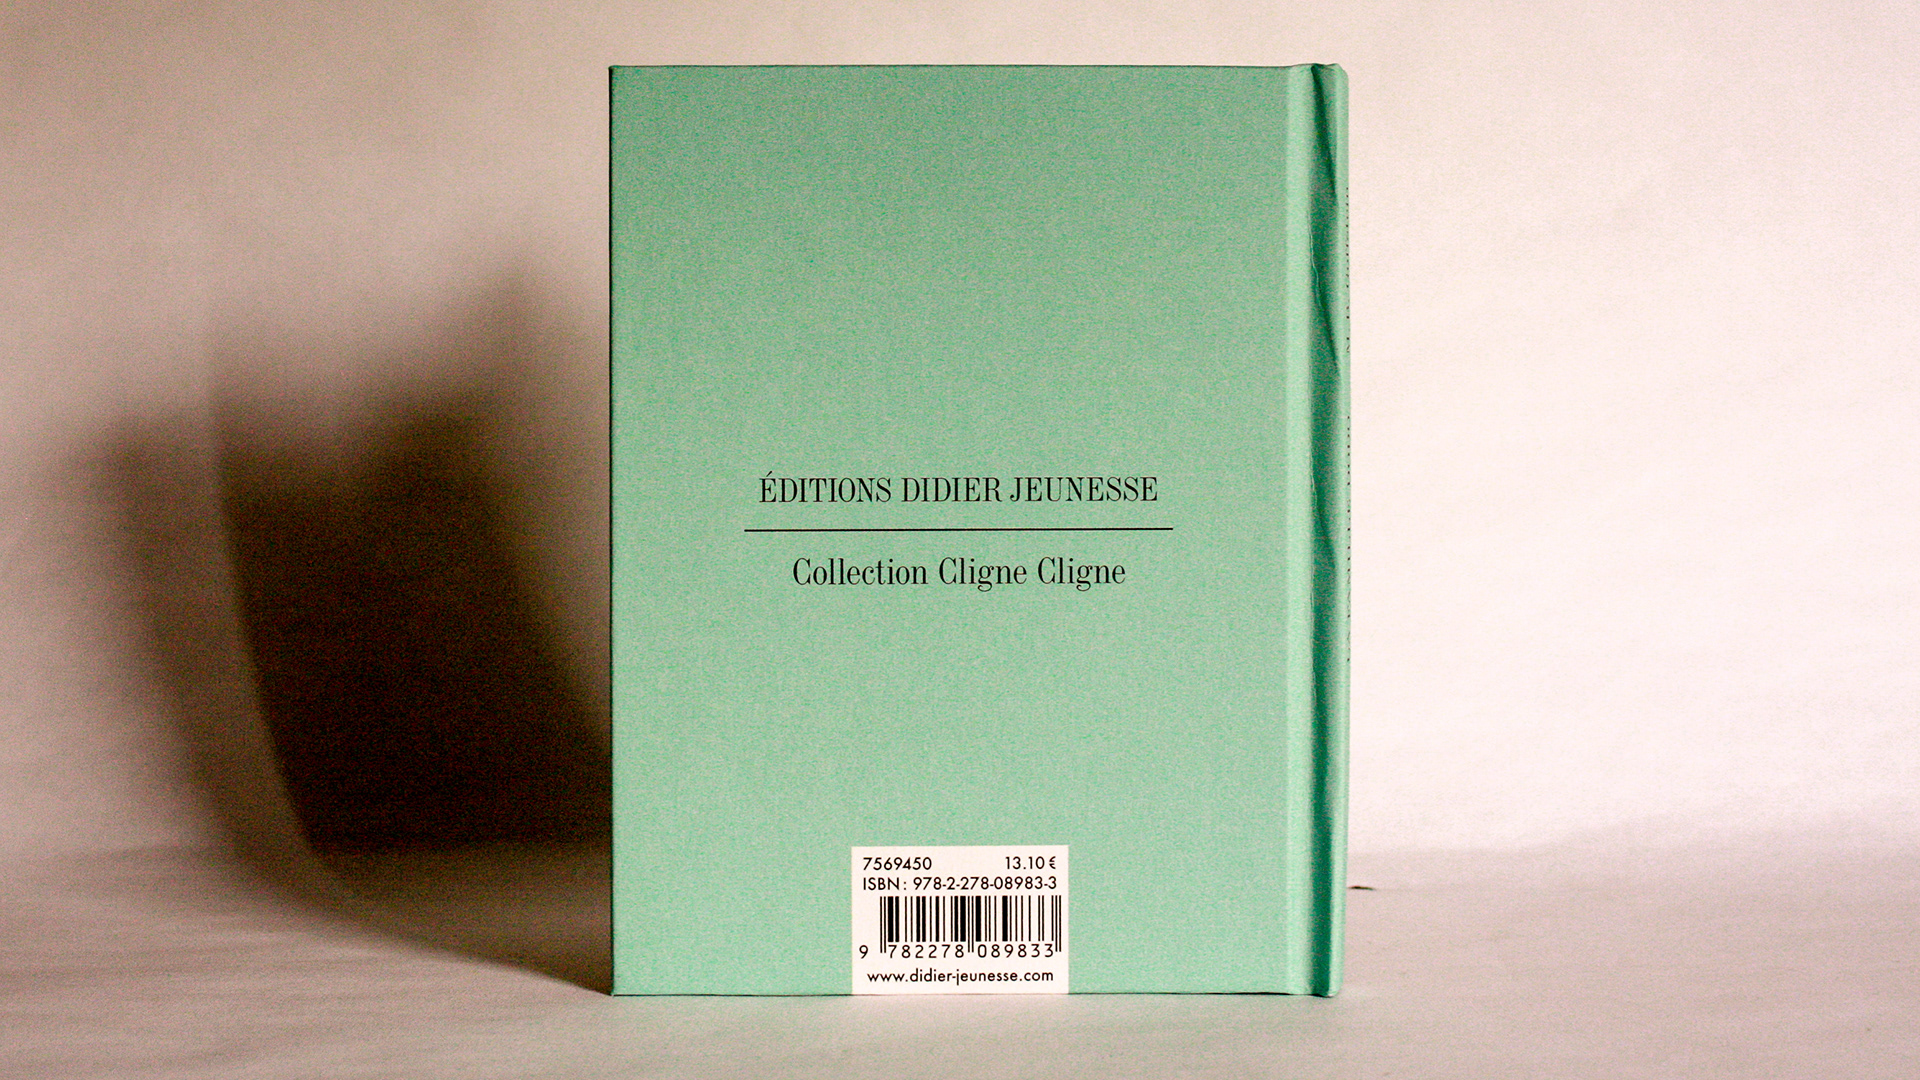 ÉDITIONS DIDIER JEUNESSE
Collection Cligne Cligne
7569450 13.10 €
ISBN : 978-2-278-08983-3
9 782278 089833
www.didier-jeunesse.com